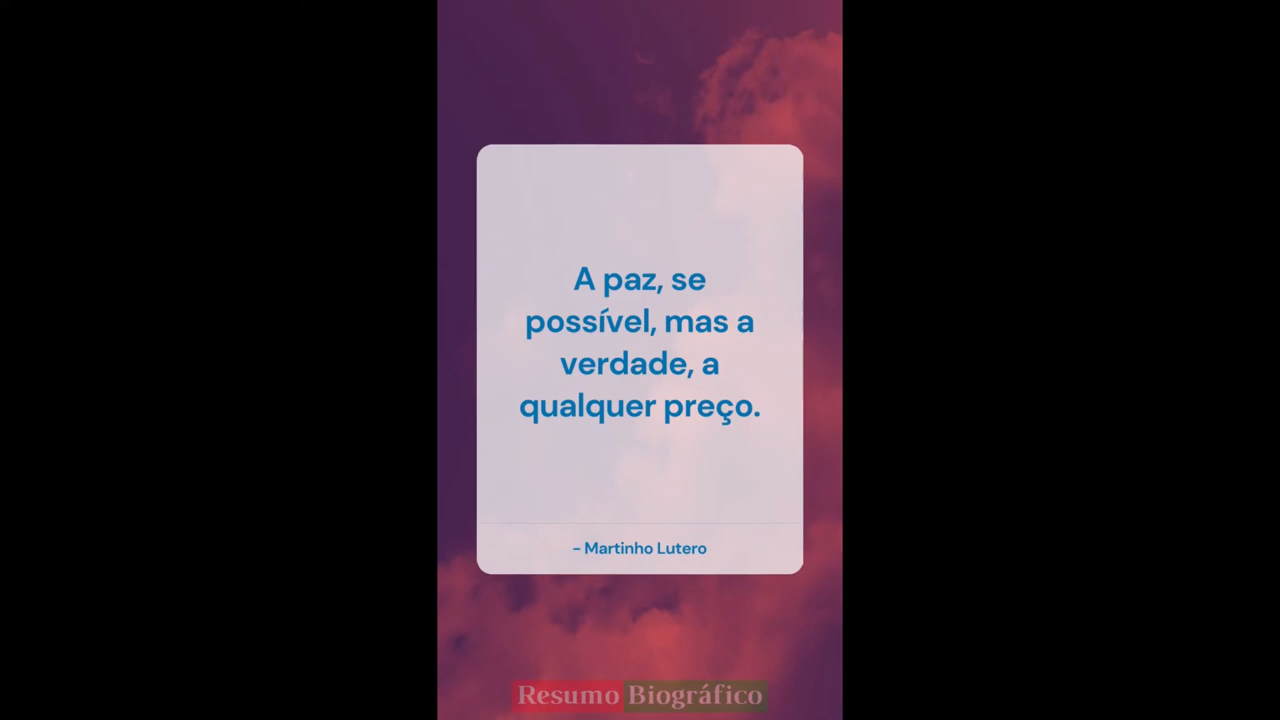 A paz, se
possível, mas a
verdade, a
qualquer preço.
- Martinho Lutero
Resumo Biográfico